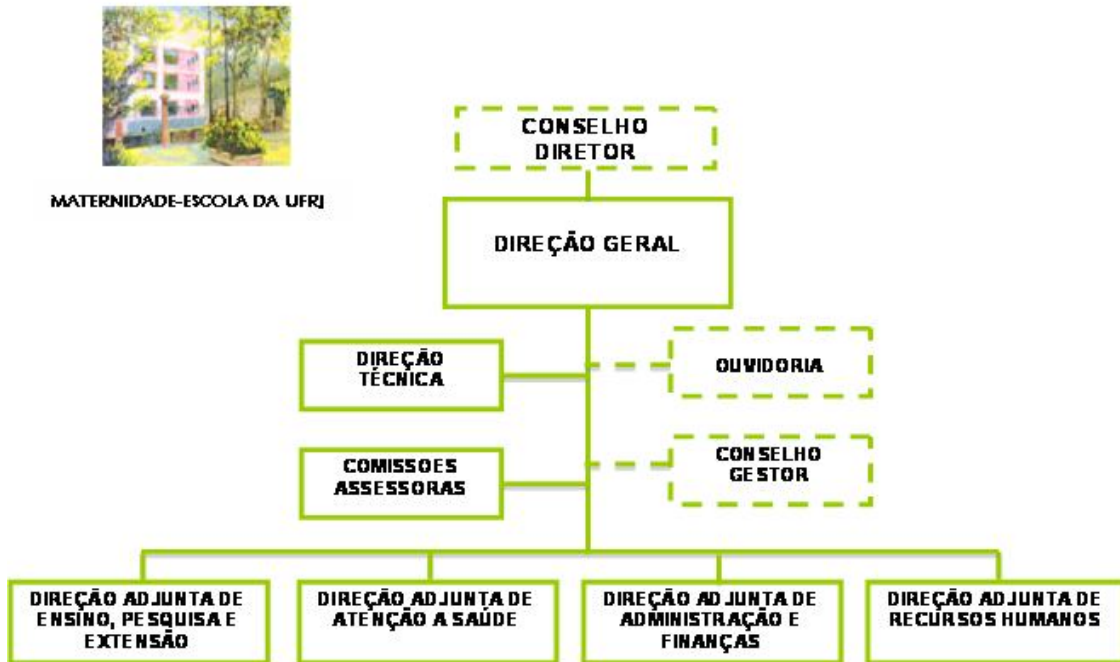 MATERNIDADE-ESCOLA DA UFRJ
CONSELHO
DIRETOR
DIREÇÃO GERAL
DIREÇÃO
TÉCNICA
OUVIDORIA
COMISSOES
ASSESSORAS
CONSELHO
GESTOR
DIREÇÃO ADJUNTA DE
ENSINO, PESQUISA E
EXTENSÃO
DIREÇÃO ADJUNTA DE
ATENÇÃO A SAÚDE
DIREÇÃO ADJUNTA DE
ADMINISTRAÇÃO E
FINANÇAS
DIREÇÃO ADJUNTA DE
RECURSOS HUMANOS